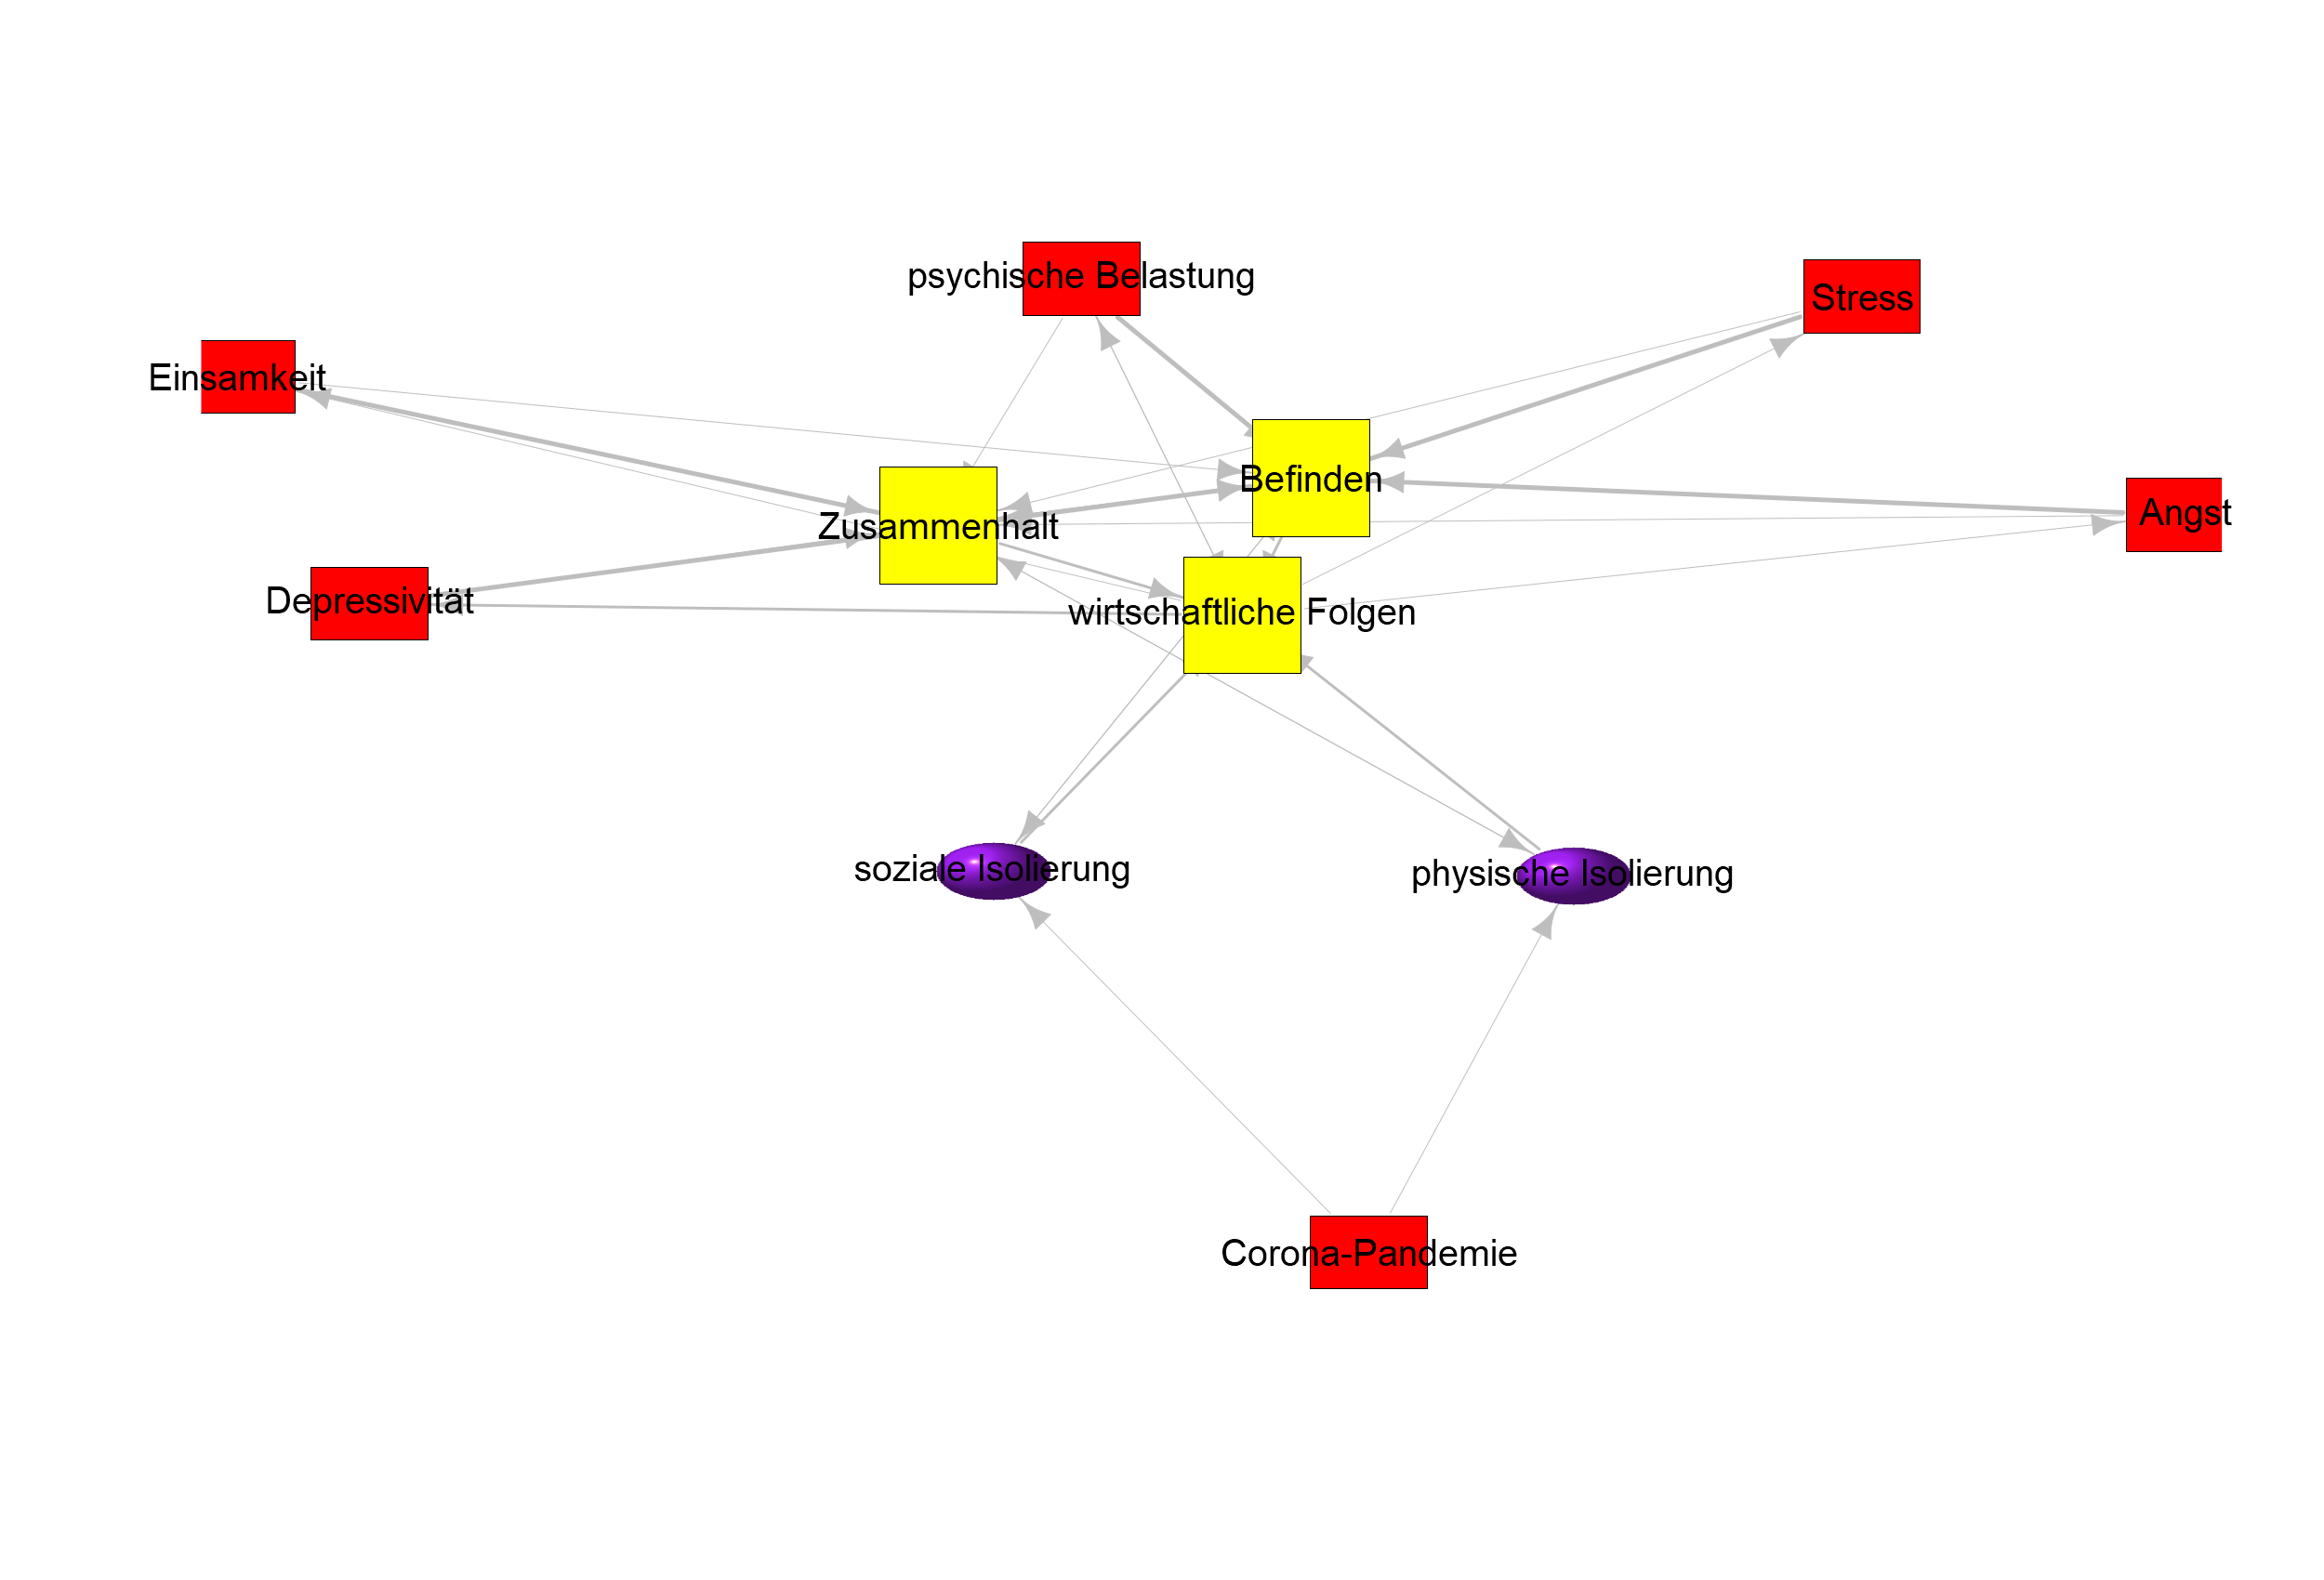 psychische Belastung
Stress
Einsamkeit
Befinden
Angst
Zusammenhalt
Depressivität
wirtschaftliche Folgen
soziale Isolierung
physische Isolierung
Corona-Pandemie